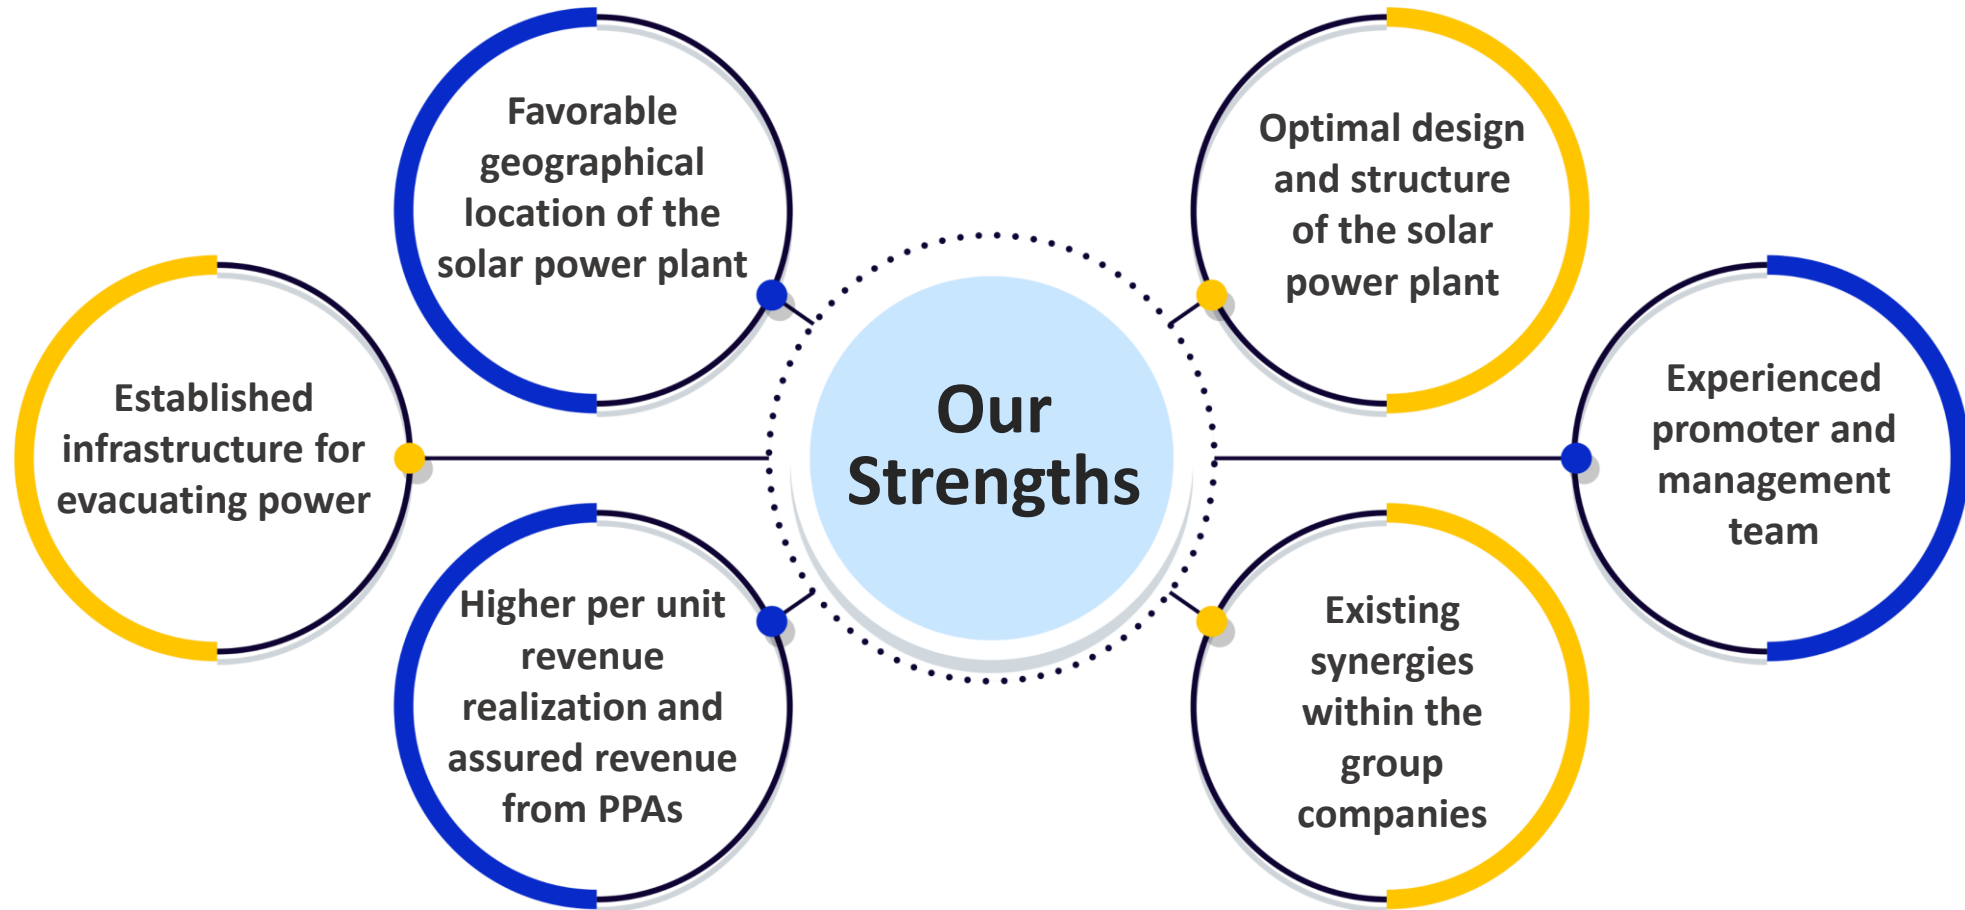 Favorable
geographical
location of the
solar power plant
Optimal design
and structure
of the solar
power plant
Established
infrastructure for
evacuating power
Our
Strengths
Experienced
promoter and
management
team
Higher per unit
revenue
realization and
assured revenue
from PPAs
Existing
synergies
within the
group
companies